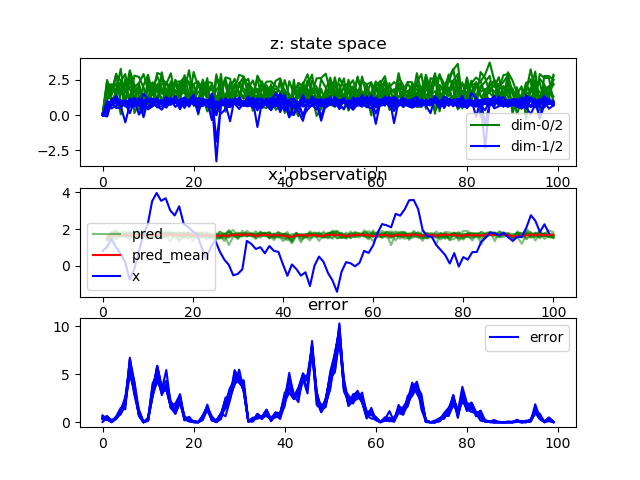 z: state space
2.5
0.0
−2.5
dim-0/2
dim-1/2
0 20 40 60 80 100
x: observation
4
2
0
pred
pred_mean
x
0 20 40 60 80 100
error
10
5
0
error
0 20 40 60 80 100